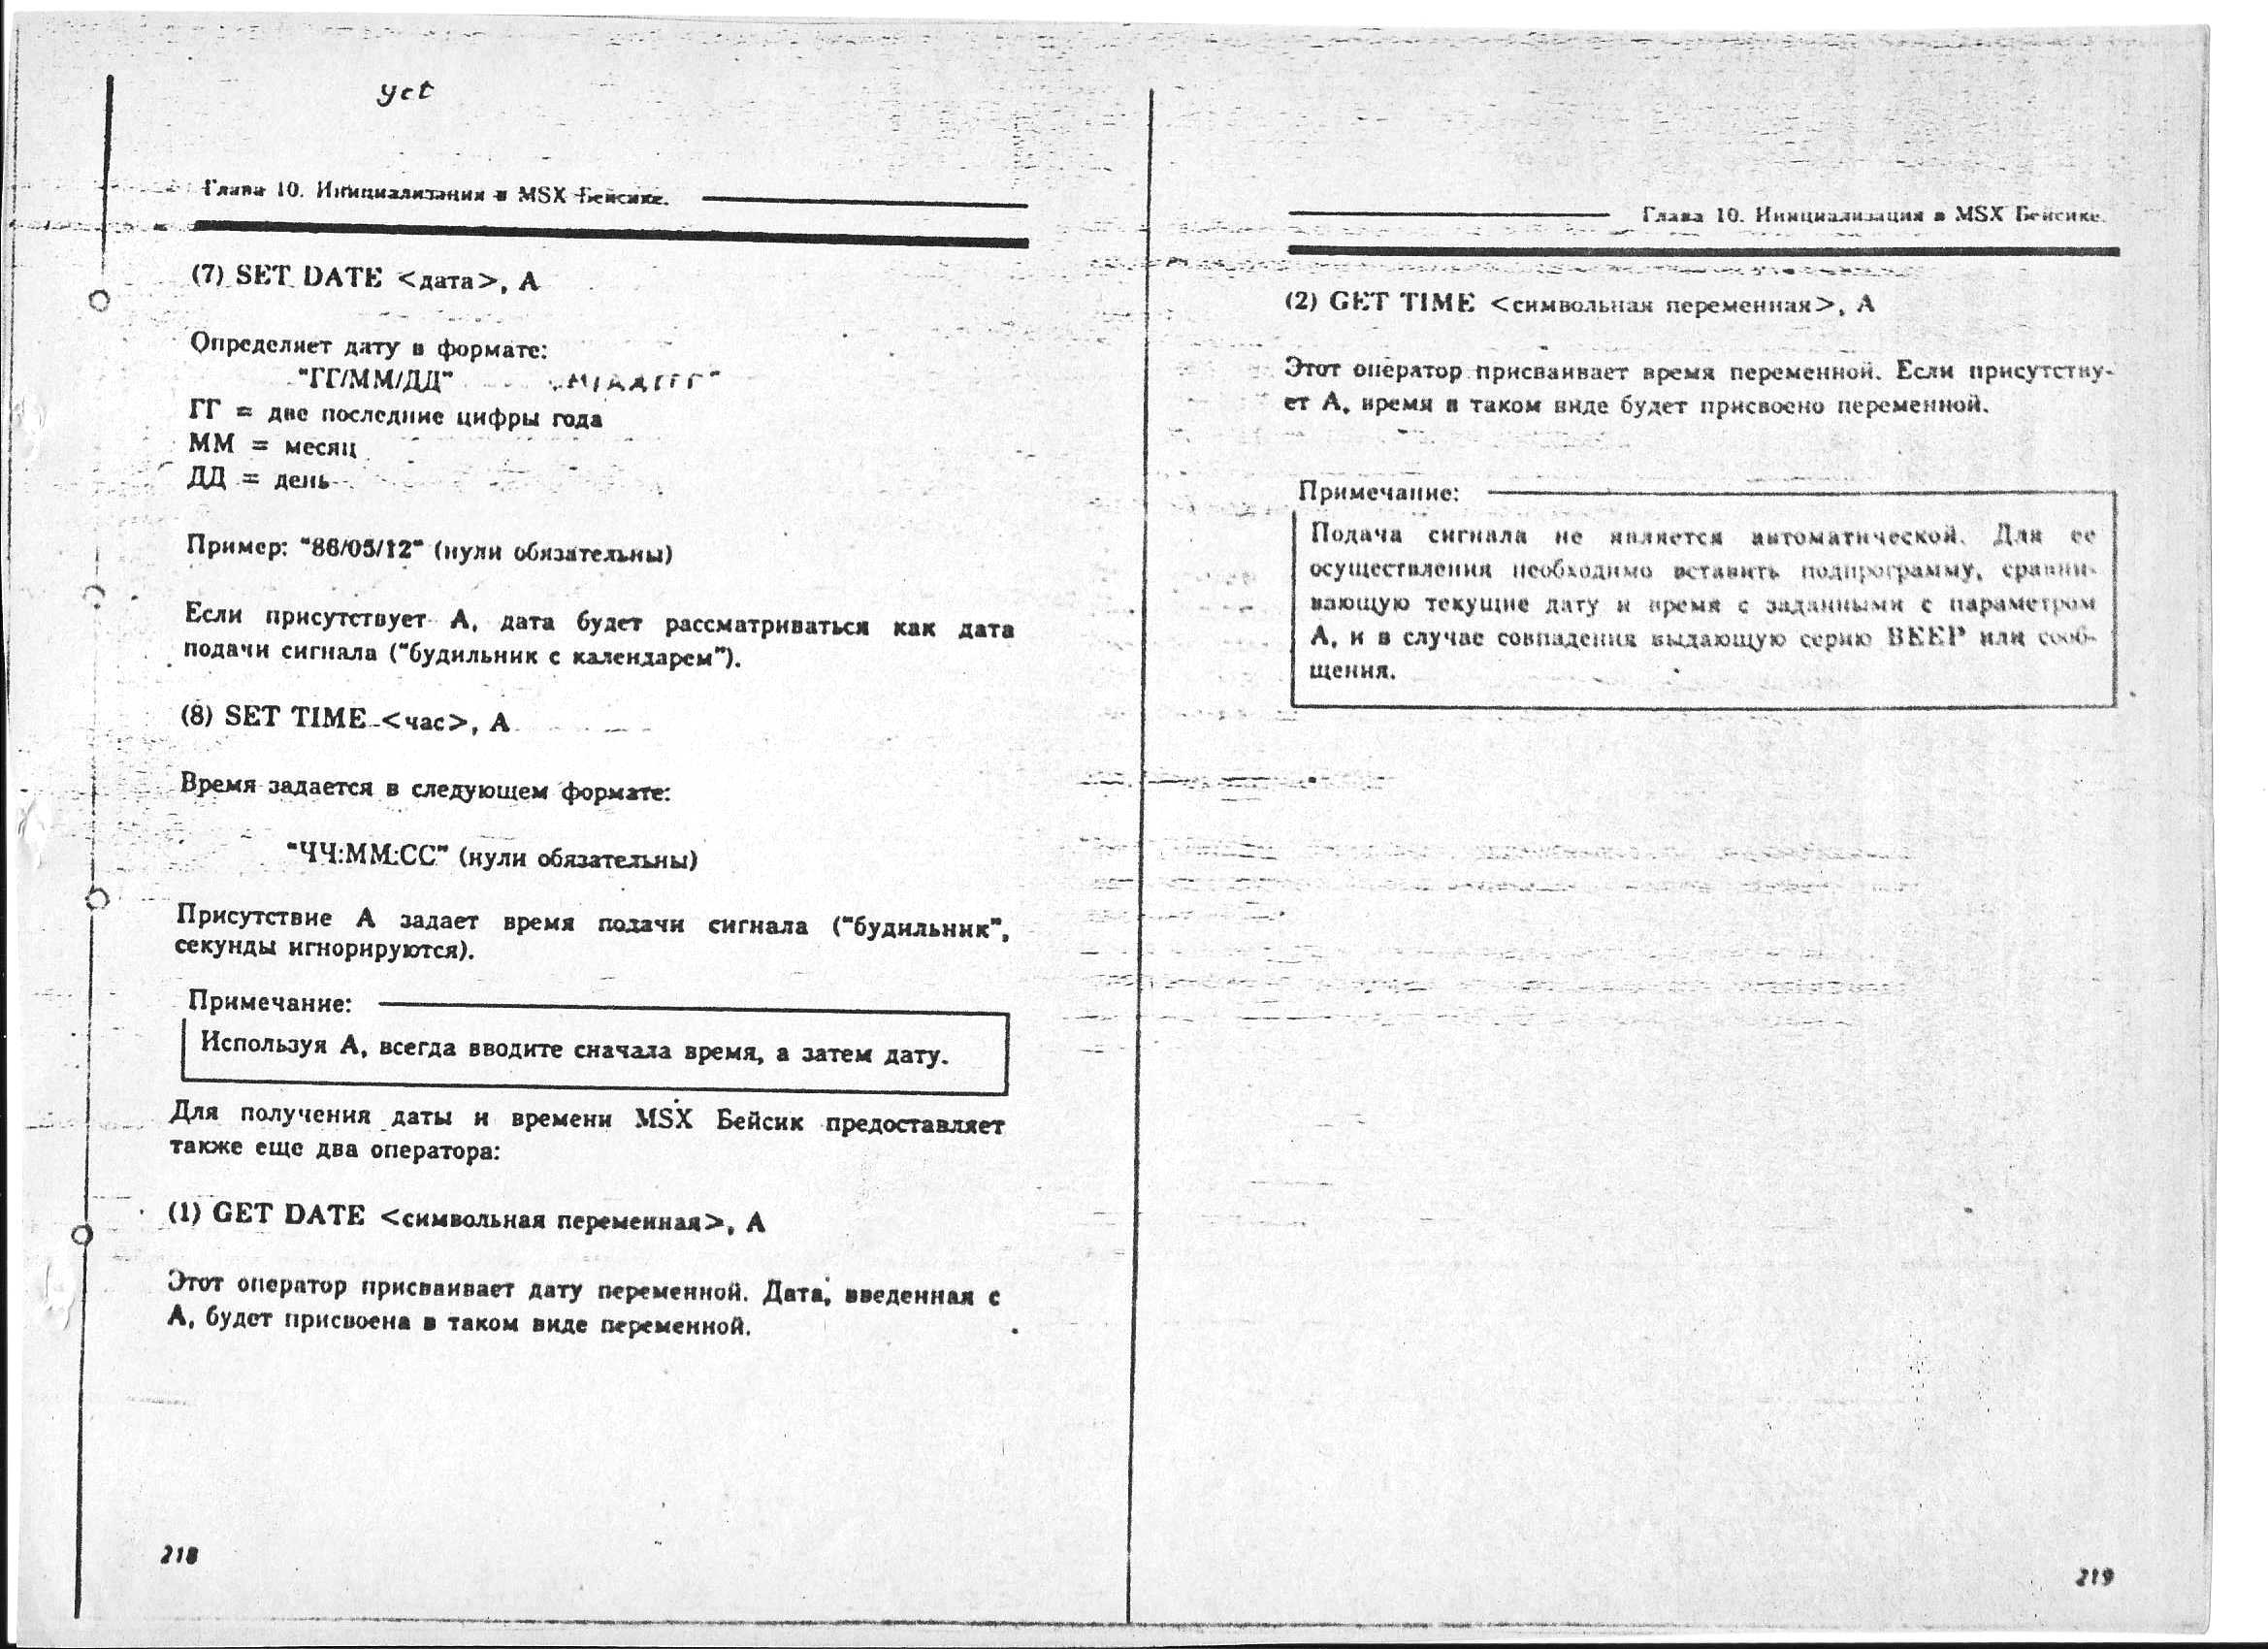 уст
Глава 10. Инициализация в MSX Бейсике.
(7) SET DATE <дата>, А
Определяет дату в формате:
"ГГ/ММ/ДД"
ГГ = две последние цифры года
ММ = месяц
ДД = день
Пример: "86/05/12" (нули обязательны)
Если присутствует А, дата будет рассматриваться как дата
подачи сигнала ("будильник с календарем").
(8) SET TIME <час>, А
Время задается в следующем формате:
"ЧЧ:ММ:СС" (нули обязательны)
Присутствие А задает время подачи сигнала ("будильник",
секунды игнорируются).
Примечание:
Используя А, всегда вводите сначала время, а затем дату.
Для получения даты и времени MSX Бейсик предоставляет
также еще два оператора:
(1) GET DATE <символьная переменная>, А
Этот оператор присваивает дату переменной. Дата, введенная с
А, будет присвоена в таком виде переменной.
218
Глава 10. Инициализация в MSX Бейсике.
(2) GET TIME <символьная переменная>, А
Этот оператор присваивает время переменной. Если присутству-
ет А, время в таком виде будет присвоено переменной.
Примечание:
Подача сигнала не является автоматической. Для ее
осуществления необходимо вставить подпрограмму, сравни-
вающую текущие дату и время с заданными с параметром
А, и в случае совпадения выдающую серию BEEP или сооб-
щения.
219